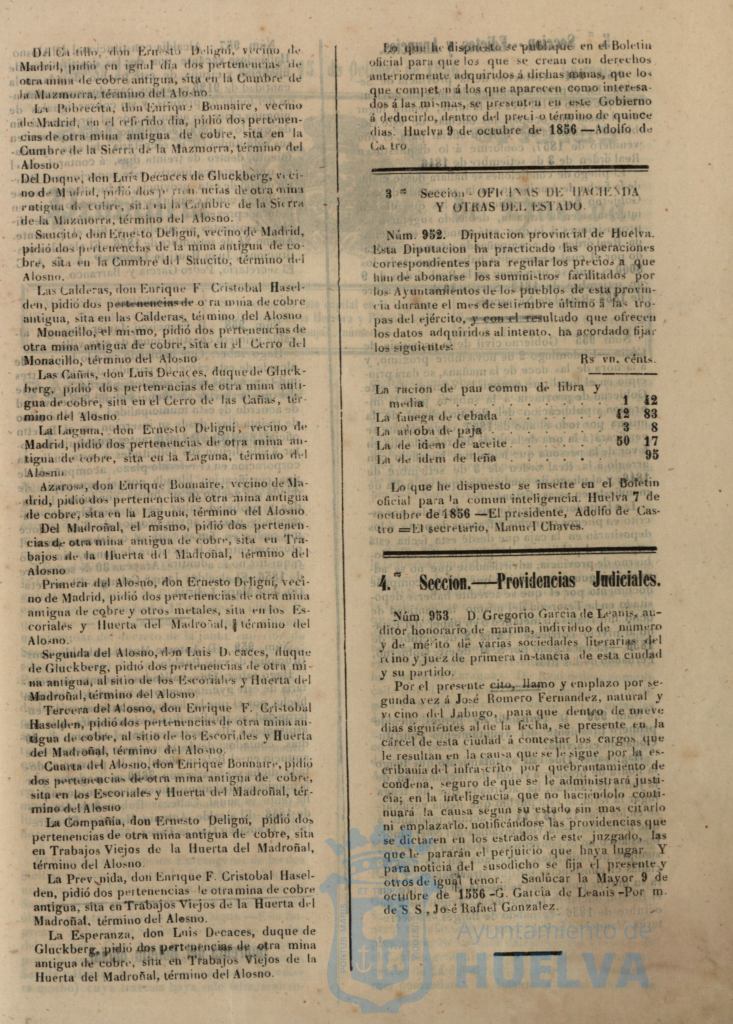 Del Castillo, don Ernesto Deligní, vecino de
Madrid, pidió en igual dia dos pertenencias de
otra mina de cobre antigua, sita en la Cumbre de
la Mazmorra, término del Alosno.
La Pobrecita, don Enrique Bonnaire, vecino
de Madrid, en el referido dia, pidió dos pertenen-
cias de otra mina antigua de cobre, sita en la
Cumbre de la Sierra de la Mazmorra, término del
Alosno
Del Duque, don Luis Decaces de Gluckberg, veci-
no de Madrid, pidió dos pertenencias de otra mina
antigua de cobre, sita en la Cumbre de la Sierra
de la Mazmorra, término del Alosno.
Saucito, don Ernesto Deligní, vecino de Madrid,
pidió dos pertenencias de la mina antigua de co-
bre, sita en la Cumbre del Saucito, término del
Alosno.
Las Calderas, don Enrique F. Cristobal Hasel-
den, pidió dos pertenencias de otra mina de cobre
antigua, sita en las Calderas, término del Alosno
Monacillo, el mismo, pidió dos pertenencias de
otra mina antigua de cobre, sita en el Cerro del
Monacillo, término del Alosno
Las Cañas, don Luis Decaces, duque de Gluck-
berg, pidió dos pertenencias de otra mina anti-
gua de cobre, sita en el Cerro de las Cañas, tér-
mino del Alosno
La Laguna, don Ernesto Deligní, vecino de
Madrid, pidió dos pertenencias de otra mina an-
tigua de cobre, sita en la Laguna, término del
Alosno
Azarosa, don Enrique Bonnaire, vecino de Ma-
drid, pidió dos pertenencias de otra mina antigua
de cobre, sita en la Laguna, término del Alosno
Del Madroñal, el mismo, pidió dos pertenen-
cias de otra mina antigua de cobre, sita en Tra-
bajos de la Huerta del Madroñal, término del
Alosno
Primera del Alosno, don Ernesto Deligní, veci-
no de Madrid, pidió dos pertenencias de otra mina
antigua de cobre y otros metales, sita en los Es-
coriales y Huerta del Madroñal, término del
Alosno.
Segunda del Alosno, don Luis Decaces, duque
de Gluckberg, pidió dos pertenencias de otra mi-
na antigua, al sitio de los Escoriales y Huerta del
Madroñal, término del Alosno
Tercera del Alosno, don Enrique F. Cristobal
Haselden, pidió dos pertenencias de otra mina an-
tigua de cobre, al sitio de los Escoriales y Huerta
del Madroñal, término del Alosno.
Cuarta del Alosno, don Enrique Bonnaire, pidió
dos pertenencias de otra mina antigua de cobre,
sita en los Escoriales y Huerta del Madroñal, tér-
mino del Alosno
La Compañía, don Ernesto Deligní, pidió dos
pertenencias de otra mina antigua de cobre, sita
en Trabajos Viejos de la Huerta del Madroñal,
término del Alosno.
La Prevenida, don Enrique F. Cristobal Hasel-
den, pidió dos pertenencias de otra mina de cobre
antigua, sita en Trabajos Viejos de la Huerta del
Madroñal, término del Alosno.
La Esperanza, don Luis Decaces, duque de
Gluckberg, pidió dos pertenencias de otra mina
antigua de cobre, sita en Trabajos Viejos de la
Huerta del Madroñal, término del Alosno.
Lo que he dispuesto se publique en el Boletin
oficial para que los que se crean con derechos
anteriormente adquiridos á dichas minas, que los
que competen á los que aparecen como interesa-
dos á las mismas, se presenten en este Gobierno
á deducirlo, dentro del preciso término de quince
dias. Huelva 9 de octubre de 1856 —Adolfo de
Castro
3.ª Seccion - OFICINAS DE HACIENDA
Y OTRAS DEL ESTADO
Núm. 952. Diputacion provincial de Huelva.
Esta Diputacion ha practicado las operaciones
correspondientes para regular los precios á que
han de abonarse los suministros facilitados por
los Ayuntamientos de los pueblos de esta provin-
cia durante el mes de setiembre último á las tro-
pas del ejército, y con el resultado que ofrecen
los datos adquiridos al intento, ha acordado fijar
los siguientes:
Rs vn. cénts.
La racion de pan comun de libra y
media . . . . . . . . 1 42
La fanega de cebada . . . . . . 42 83
La arroba de paja . . . . . . 3 8
La de idem de aceite . . . . . 50 17
La de idem de leña . . . . . . 95
Lo que he dispuesto se inserte en el Boletin
oficial para la comun inteligencia. Huelva 7 de
octubre de 1856 —El presidente, Adolfo de Cas-
tro =El secretario, Manuel Chaves.
4.ª Seccion.—Providencias Judiciales.
Núm. 953 D. Gregorio Garcia de Leanis, au-
ditor honorario de marina, individuo de número
y de mérito de varias sociedades literarias del
reino y juez de primera instancia de esta ciudad
y su partido.
Por el presente cito, llamo y emplazo por se-
gunda vez á José Romero Fernandez, natural y
vecino del Jabugo, para que dentro de nueve
dias siguientes al de la fecha, se presente en la
cárcel de esta ciudad á contestar los cargos que
le resultan en la causa que se le sigue por la es-
cribanía del infrascrito por quebrantamiento de
condena, seguro de que se le administrará justi-
cia; en la inteligencia que no haciéndolo conti-
nuará la causa segun su estado sin mas citarlo
ni emplazarlo. notificándose las providencias que
se dictaren en los estrados de este juzgado, las
que le pararán el perjuicio que haya lugar Y
para noticia del susodicho se fija el presente y
otros de igual tenor. Sanlúcar la Mayor 9 de
octubre de 1556 -G. Garcia de Leanis -Por m.
de S S, José Rafael Gonzalez.
Ayuntamiento de
HUELVA